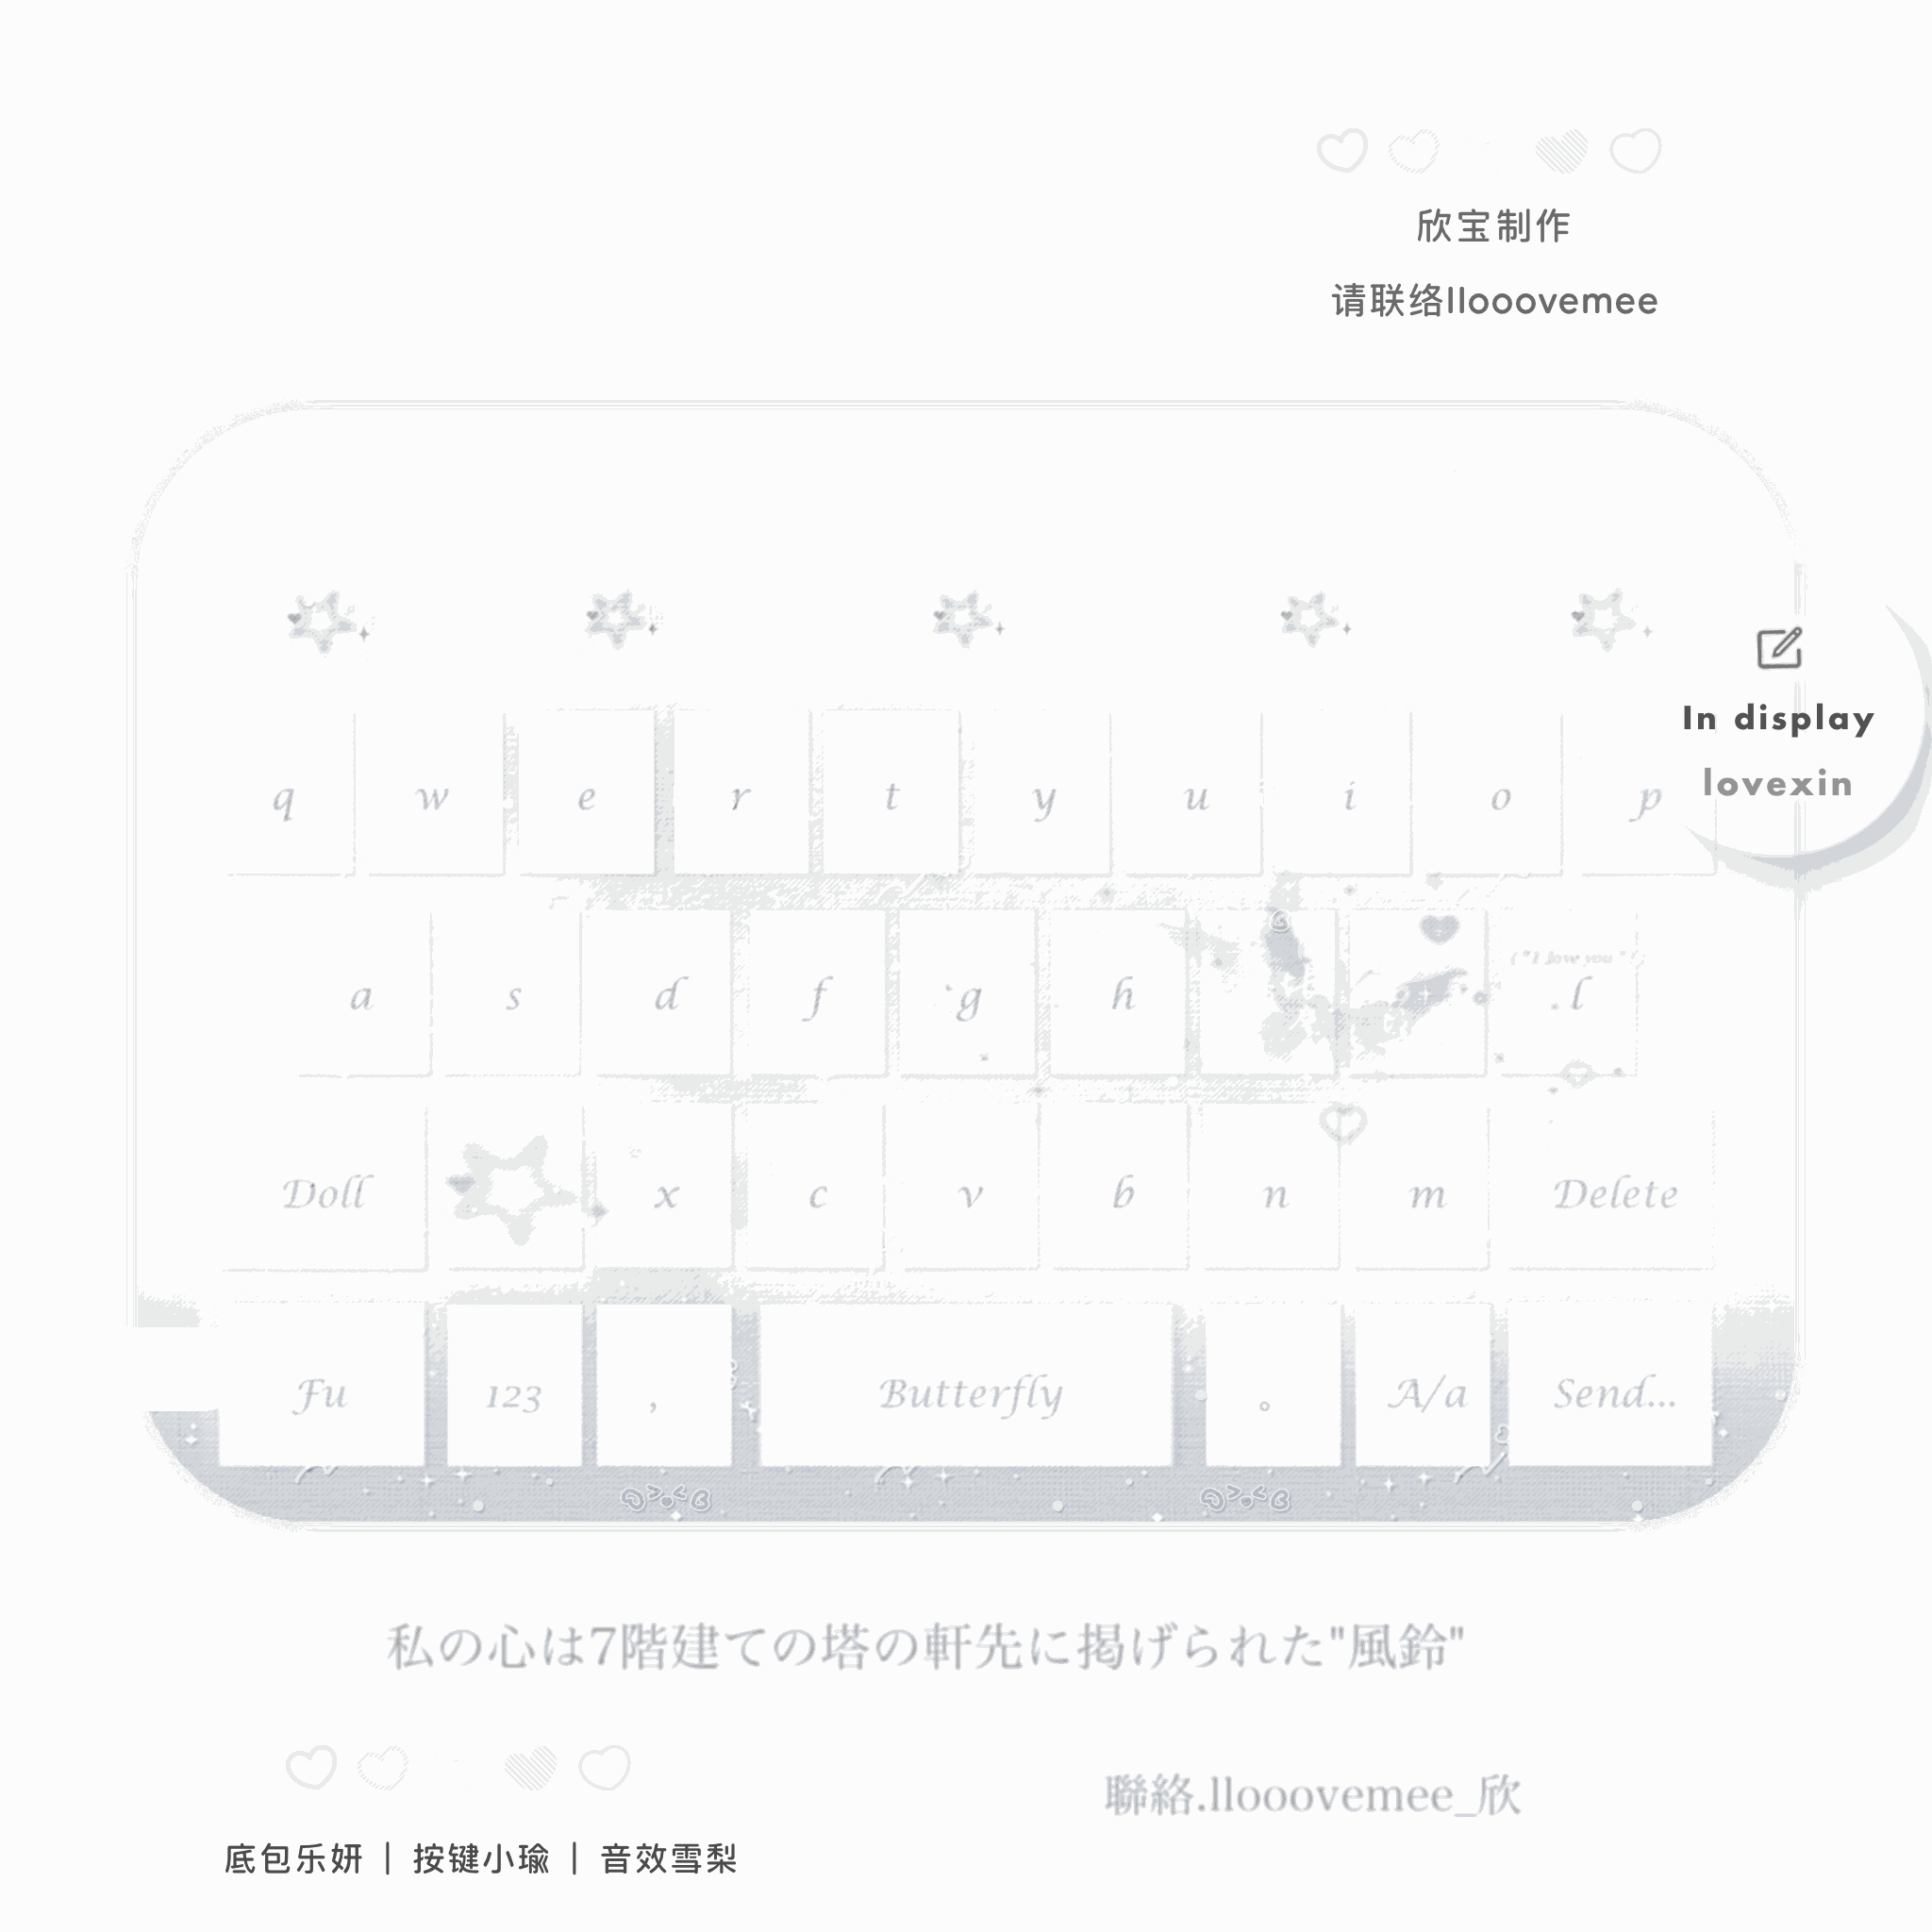 欣宝制作
请联络llooovemee
In display
lovexin
q w e r t y u i o p
("I love you")
a s d f g h l
Doll x c v b n m Delete
Fu 123 , Butterfly 。 A/a Send...
私の心は7階建ての塔の軒先に掲げられた"風鈴"
聯絡.llooovemee_欣
底包乐妍 | 按键小瑜 | 音效雪梨